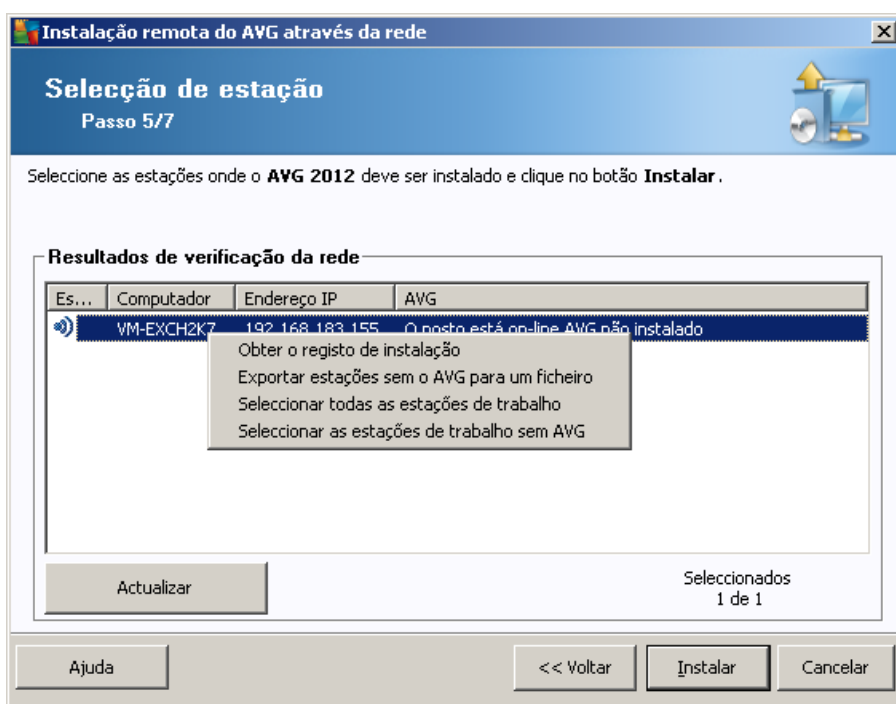 Instalação remota do AVG através da rede
Selecção de estação
Passo 5/7
Seleccione as estações onde o AVG 2012 deve ser instalado e clique no botão Instalar.
Resultados de verificação da rede
Es... Computador Endereço IP AVG
VM-EXCH2K7 192.168.183.155 O posto está on-line AVG não instalado
Obter o registo de instalação
Exportar estações sem o AVG para um ficheiro
Seleccionar todas as estações de trabalho
Seleccionar as estações de trabalho sem AVG
Actualizar
Seleccionados
1 de 1
Ajuda << Voltar Instalar Cancelar